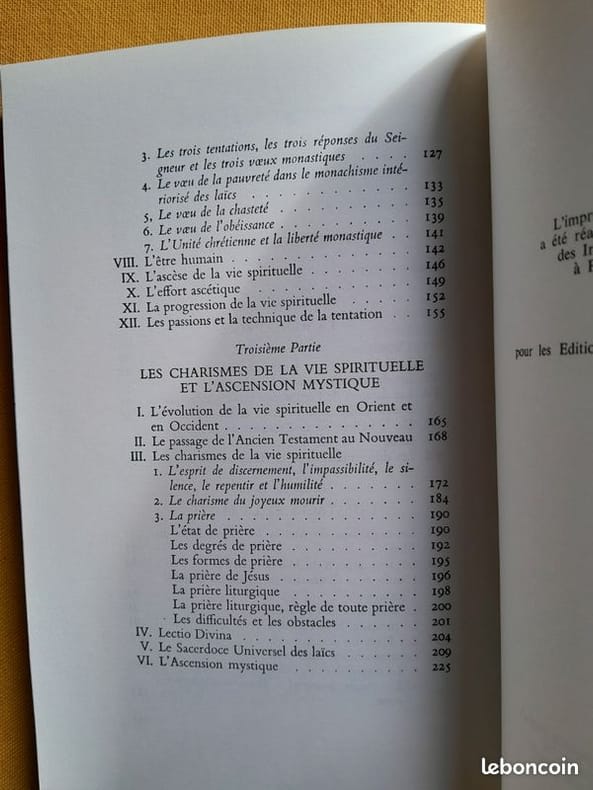 3. Les trois tentations, les trois réponses du Sei-
gneur et les trois vœux monastiques . . . . 127
4. Le vœu de la pauvreté dans le monachisme inté-
riorisé des laïcs . . . . . . . . . . 133
5, Le vœu de la chasteté . . . . . . . . 135
6. Le vœu de l'obéissance . . . . . . . . 139
7. L'Unité chrétienne et la liberté monastique . . 141
VIII. L'être humain . . . . . . . . . . . 142
IX. L'ascèse de la vie spirituelle . . . . . . 146
X. L'effort ascétique . . . . . . . . . . 149
XI. La progression de la vie spirituelle . . . . 152
XII. Les passions et la technique de la tentation . . 155
Troisième Partie
LES CHARISMES DE LA VIE SPIRITUELLE
ET L'ASCENSION MYSTIQUE
I. L'évolution de la vie spirituelle en Orient et
en Occident . . . . . . . . . . . . 165
II. Le passage de l'Ancien Testament au Nouveau 168
III. Les charismes de la vie spirituelle
1. L'esprit de discernement, l'impassibilité, le si-
lence, le repentir et l'humilité . . . . . . 172
2. Le charisme du joyeux mourir . . . . . . 184
3. La prière . . . . . . . . . . . . 190
L'état de prière . . . . . . . . . . 190
Les degrés de prière . . . . . . . . 192
Les formes de prière . . . . . . . . 195
La prière de Jésus . . . . . . . . . 196
La prière liturgique . . . . . . . . 198
La prière liturgique, règle de toute prière . 200
Les difficultés et les obstacles . . . . . 201
IV. Lectio Divina . . . . . . . . . . . 204
V. Le Sacerdoce Universel des laïcs . . . . . 209
VI. L'Ascension mystique . . . . . . . . 225
L'impr
a été réa
des In
à
pour les Editio
leboncoin